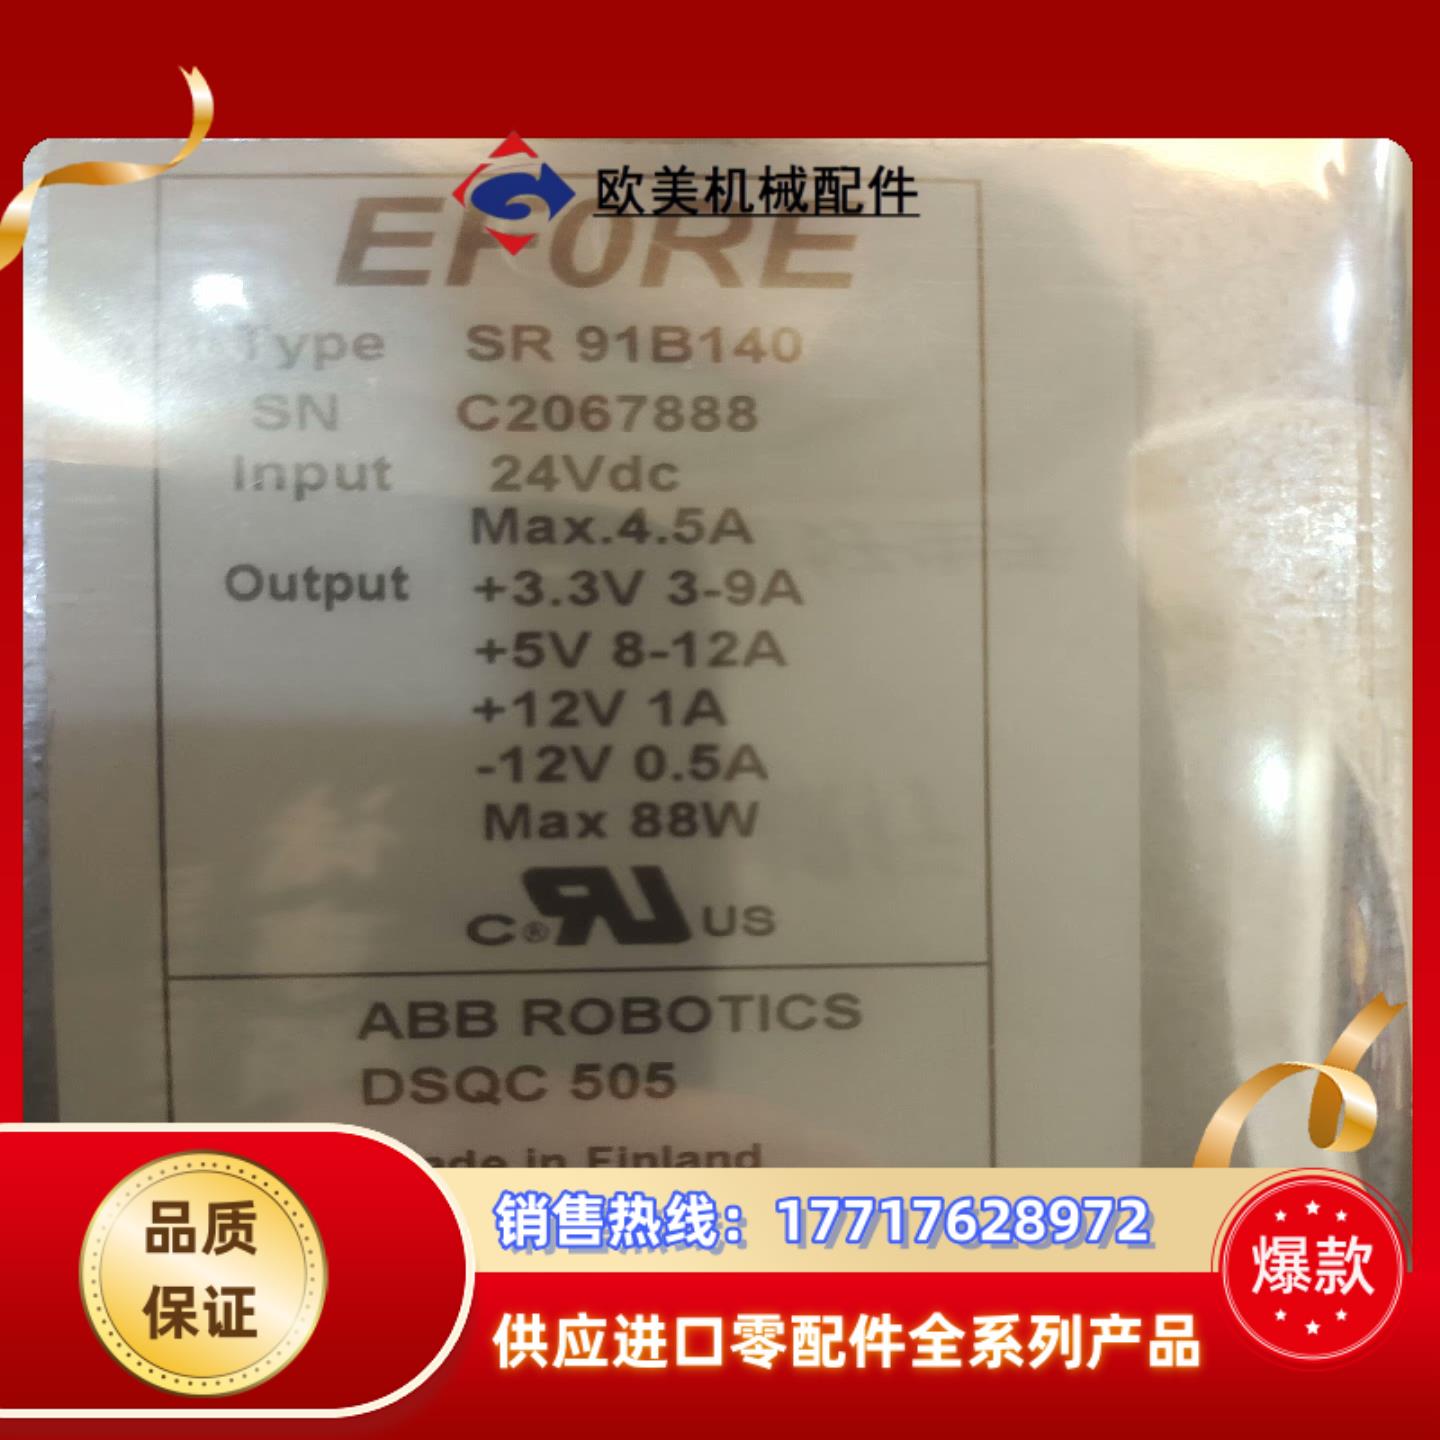 欧美机械配件
EFORE
Type SR 91B140
SN C2067888
Input 24Vdc
Max.4.5A
Output +3.3V 3-9A
+5V 8-12A
+12V 1A
-12V 0.5A
Max 88W
C ® US
ABB ROBOTICS
DSQC 505
Made in Finland
品质
保证
销售热线：17717628972
爆款
供应进口零配件全系列产品